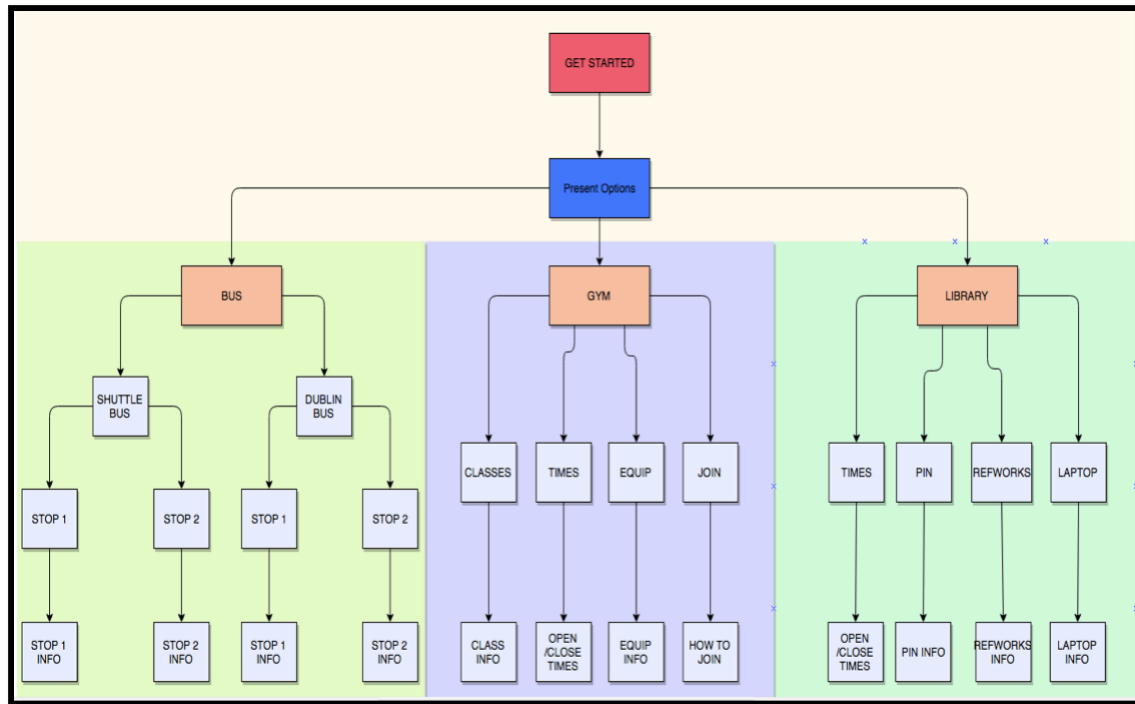 GET STARTED
Present Options
BUS
GYM
LIBRARY
SHUTTLE
BUS
DUBLIN
BUS
CLASSES
TIMES
EQUIP
JOIN
TIMES
PIN
REFWORKS
LAPTOP
STOP 1
STOP 2
STOP 1
STOP 2
STOP 1
INFO
STOP 2
INFO
STOP 1
INFO
STOP 2
INFO
CLASS
INFO
OPEN
/CLOSE
TIMES
EQUIP
INFO
HOW TO
JOIN
OPEN
/CLOSE
TIMES
PIN INFO
REFWORKS
INFO
LAPTOP
INFO